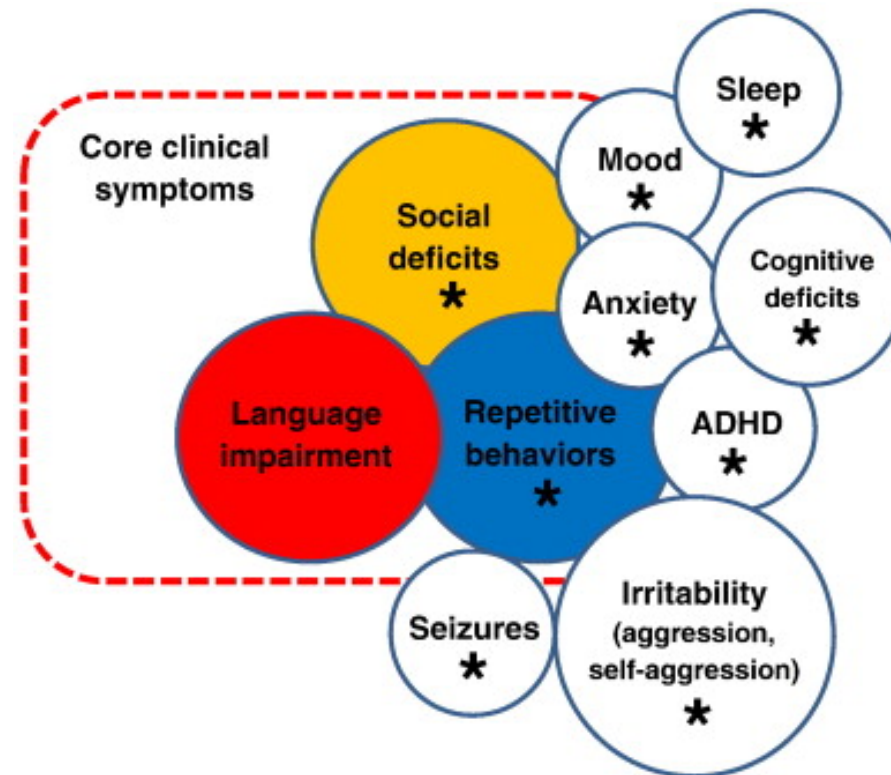 Core clinical
symptoms
Social
deficits
*
Language
impairment
Repetitive
behaviors
*
Mood
*
Sleep
*
Anxiety
*
Cognitive
deficits
*
ADHD
*
Seizures
*
Irritability
(aggression,
self-aggression)
*